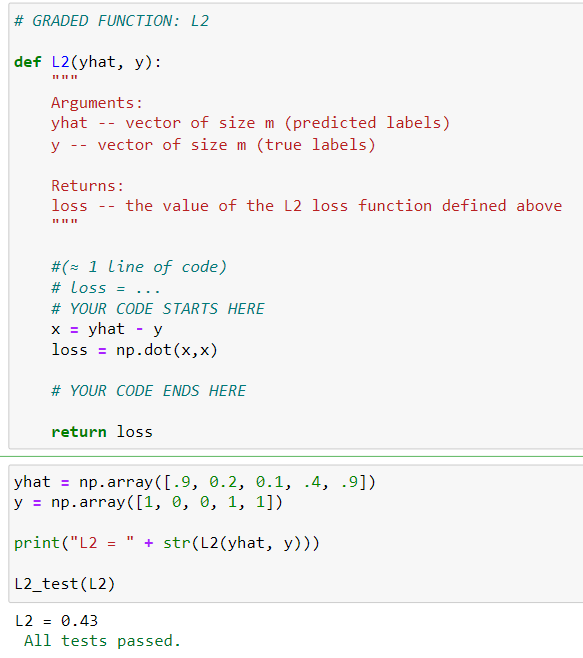 # GRADED FUNCTION: L2
def L2(yhat, y):
    """
    Arguments:
    yhat -- vector of size m (predicted labels)
    y -- vector of size m (true labels)
    Returns:
    loss -- the value of the L2 loss function defined above
    """
    #(≈ 1 line of code)
    # loss = ...
    # YOUR CODE STARTS HERE
    x = yhat - y
    loss = np.dot(x,x)
    # YOUR CODE ENDS HERE
    return loss
yhat = np.array([.9, 0.2, 0.1, .4, .9])
y = np.array([1, 0, 0, 1, 1])
print("L2 = " + str(L2(yhat, y)))
L2_test(L2)
L2 = 0.43
 All tests passed.